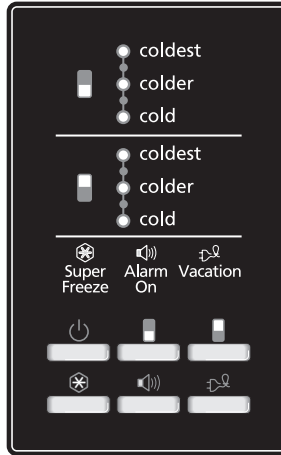 coldest
colder
cold
coldest
colder
cold
Super Freeze
Alarm On
Vacation